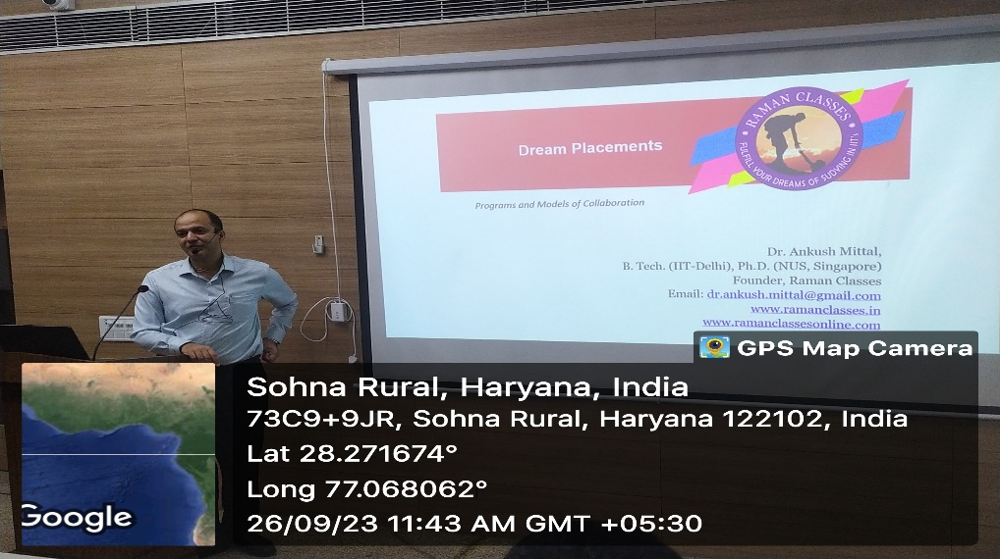 RAMAN CLASSES
FULFILL YOUR DREAMS OF SUDYING IN IIT
Dream Placements
Programs and Models of Collaboration
Dr. Ankush Mittal,
B. Tech. (IIT-Delhi), Ph.D. (NUS, Singapore)
Founder, Raman Classes
Email: dr.ankush.mittal@gmail.com
www.ramanclasses.in
www.ramanclassesonline.com
GPS Map Camera
Sohna Rural, Haryana, India
73C9+9JR, Sohna Rural, Haryana 122102, India
Lat 28.271674°
Long 77.068062°
26/09/23 11:43 AM GMT +05:30
Google